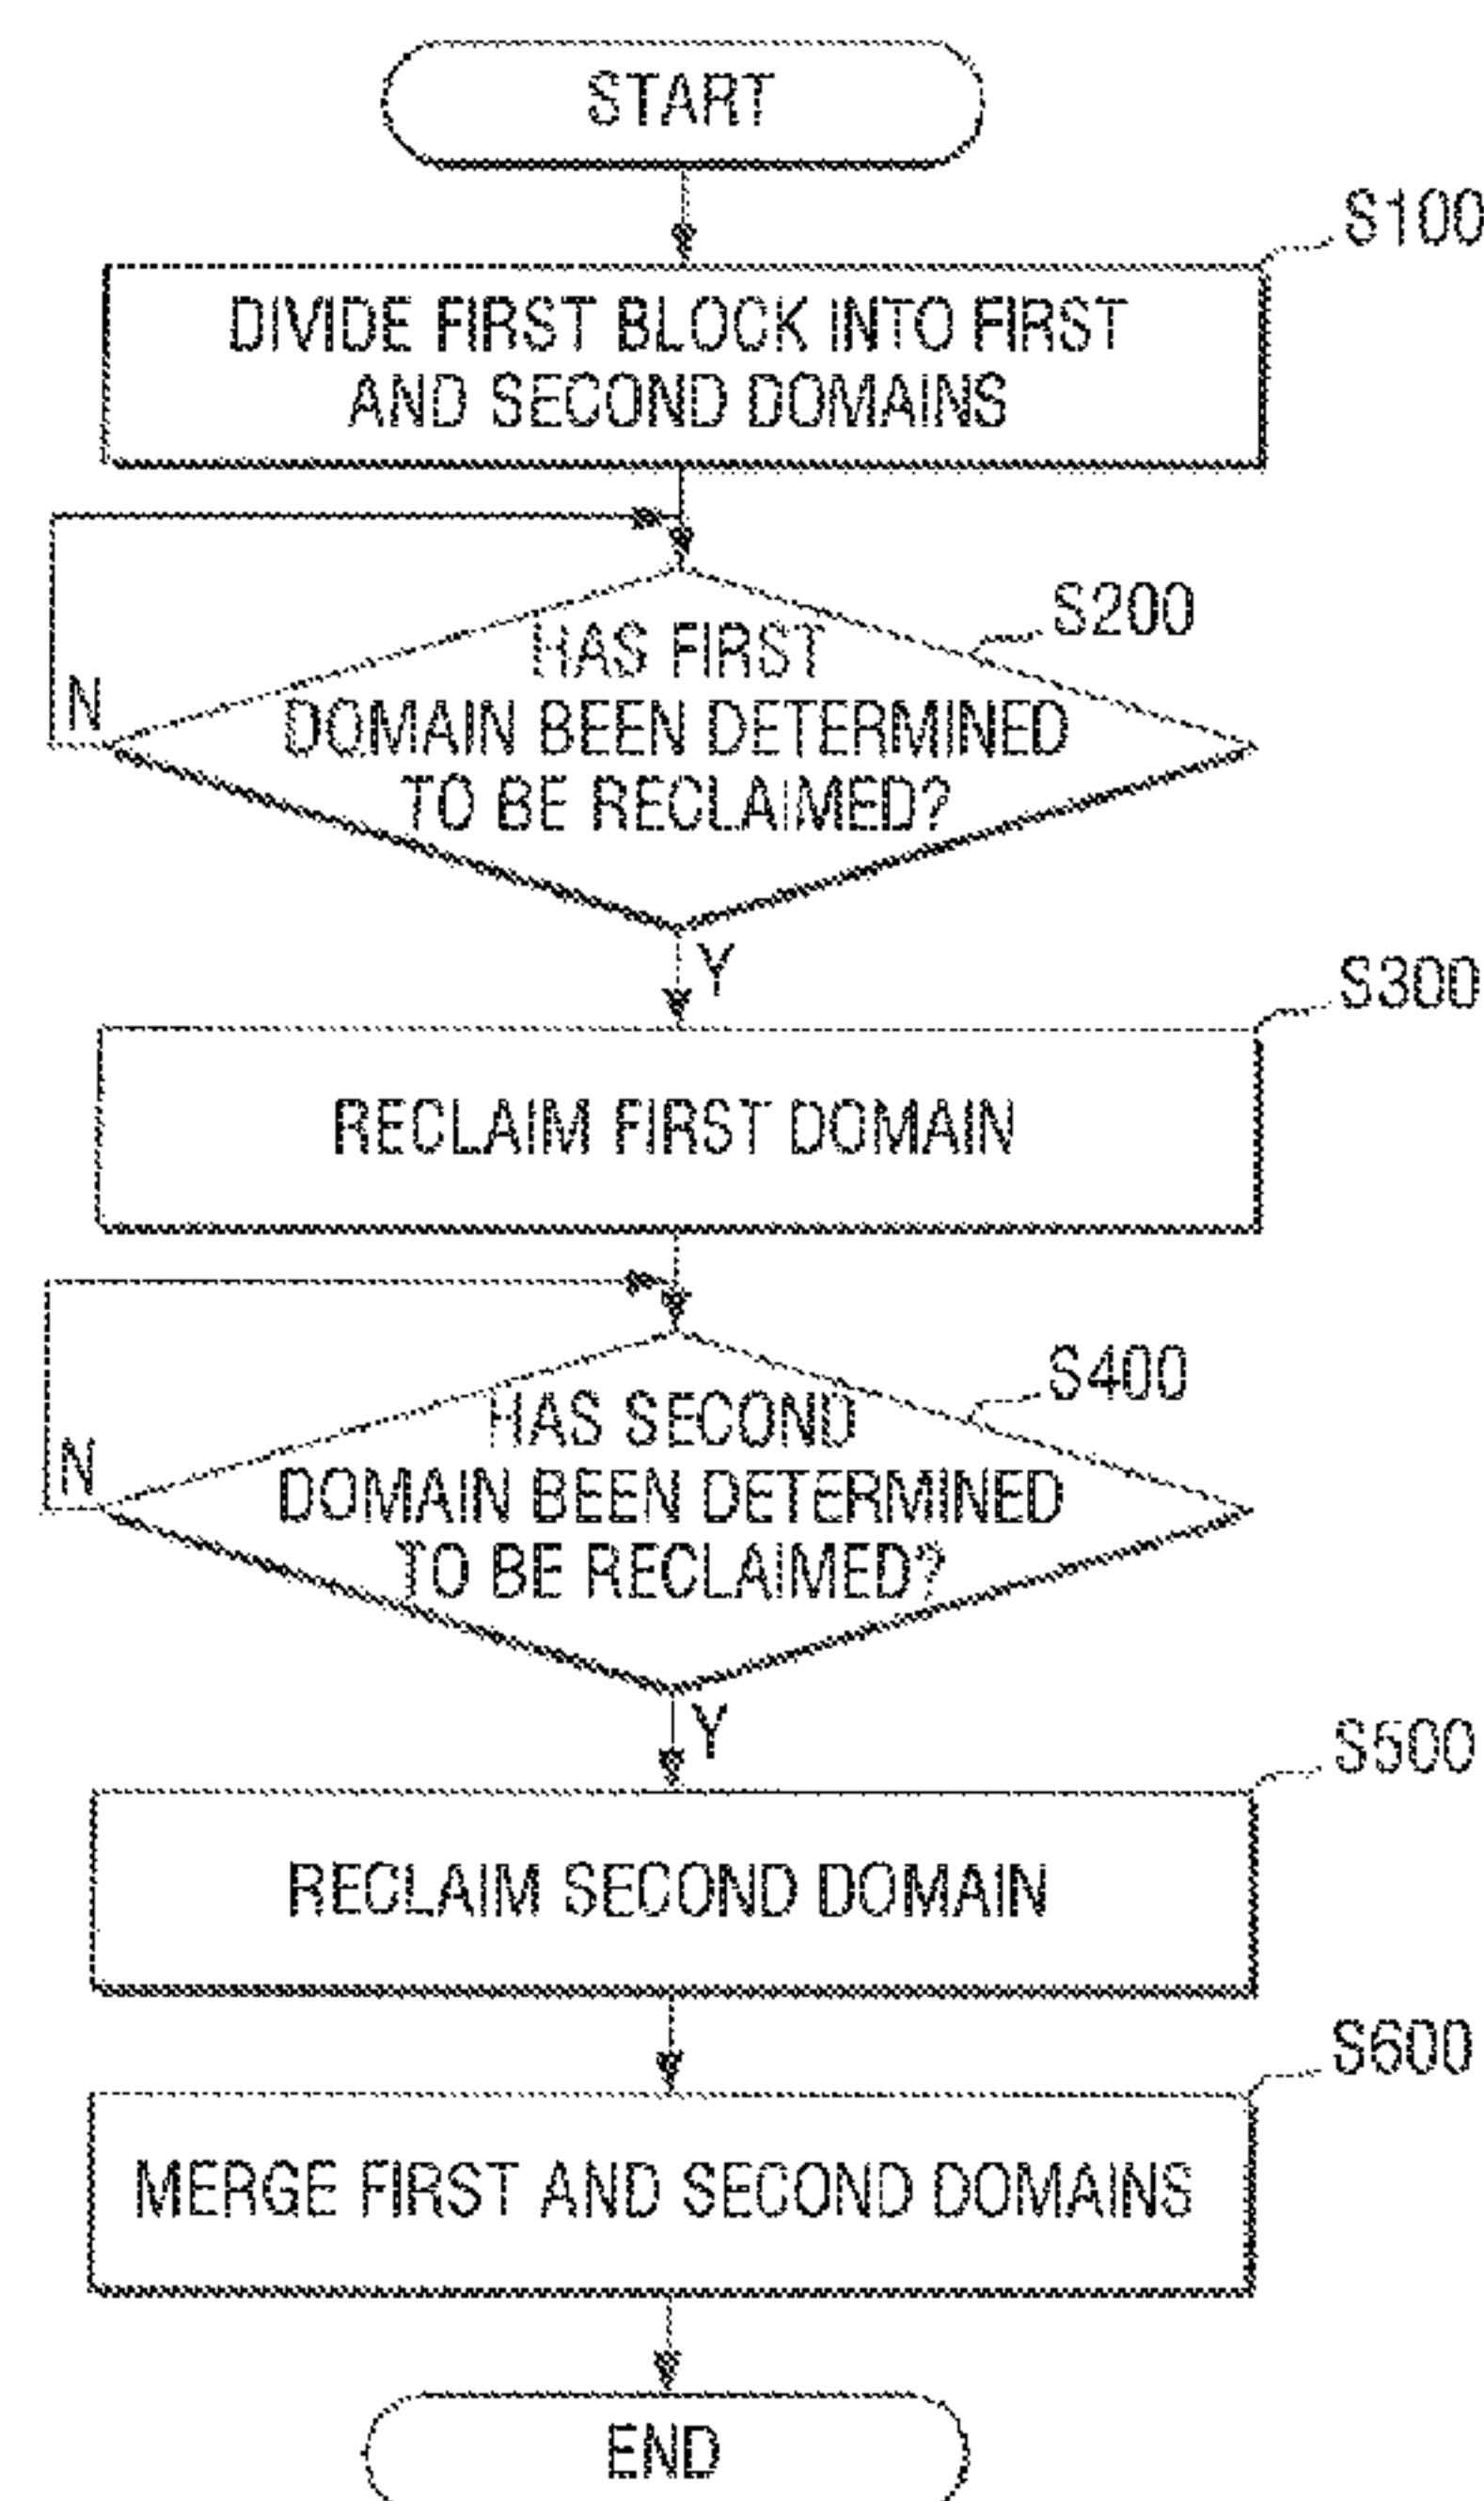 START
S100
DIVIDE FIRST BLOCK INTO FIRST
AND SECOND DOMAINS
S200
HAS FIRST
DOMAIN BEEN DETERMINED
TO BE RECLAIMED?
N
Y
S300
RECLAIM FIRST DOMAIN
S400
HAS SECOND
DOMAIN BEEN DETERMINED
TO BE RECLAIMED?
N
Y
S500
RECLAIM SECOND DOMAIN
S600
MERGE FIRST AND SECOND DOMAINS
END